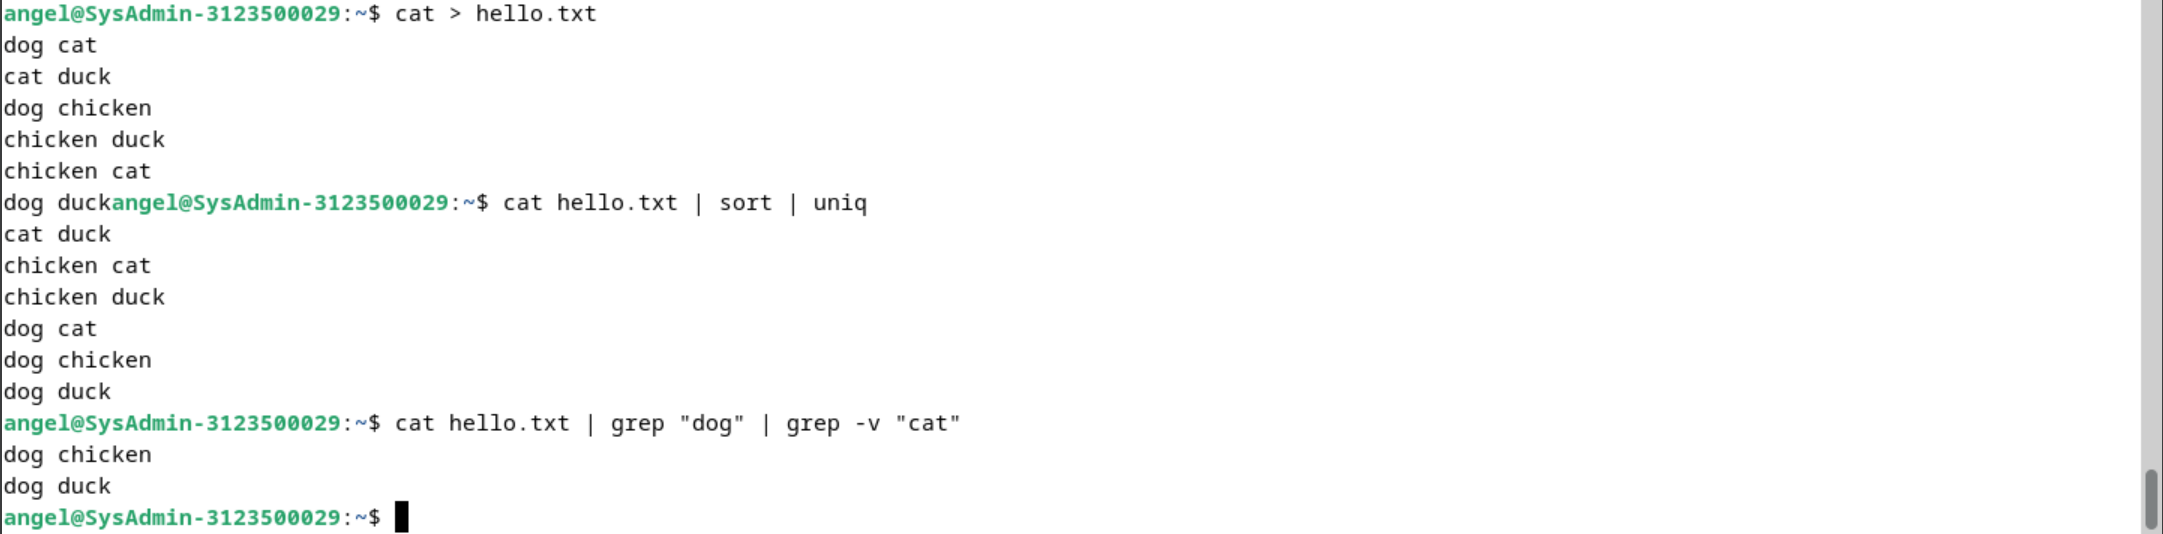 angel@SysAdmin-3123500029:~$ cat > hello.txt
dog cat
cat duck
dog chicken
chicken duck
chicken cat
dog duckangel@SysAdmin-3123500029:~$ cat hello.txt | sort | uniq
cat duck
chicken cat
chicken duck
dog cat
dog chicken
dog duck
angel@SysAdmin-3123500029:~$ cat hello.txt | grep "dog" | grep -v "cat"
dog chicken
dog duck
angel@SysAdmin-3123500029:~$